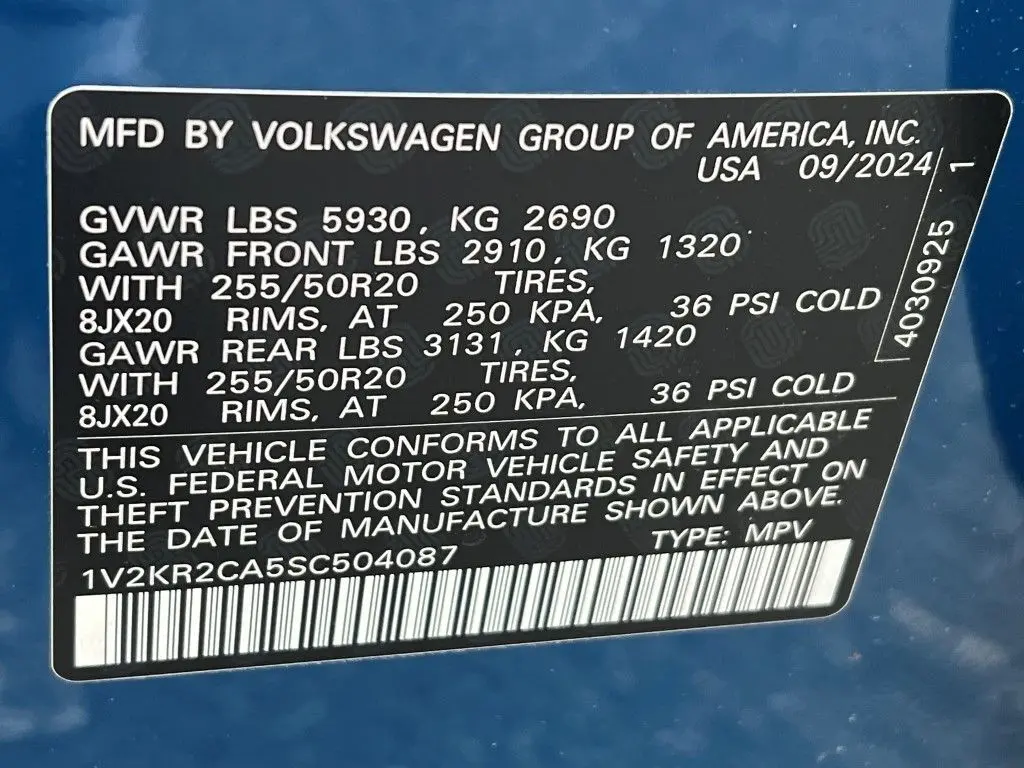 MFD BY VOLKSWAGEN GROUP OF AMERICA, INC.
USA 09/2024
GVWR LBS 5930, KG 2690
GAWR FRONT LBS 2910, KG 1320
WITH 255/50R20 TIRES,
8JX20 RIMS, AT 250 KPA, 36 PSI COLD
GAWR REAR LBS 3131, KG 1420
WITH 255/50R20 TIRES,
8JX20 RIMS, AT 250 KPA, 36 PSI COLD
THIS VEHICLE CONFORMS TO ALL APPLICABLE
U.S. FEDERAL MOTOR VEHICLE SAFETY AND
THEFT PREVENTION STANDARDS IN EFFECT ON
THE DATE OF MANUFACTURE SHOWN ABOVE.
TYPE: MPV
1V2KR2CA5SC504087
4030925 1